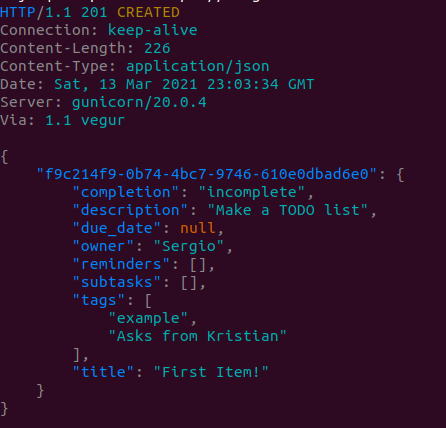 HTTP/1.1 201 CREATED
Connection: keep-alive
Content-Length: 226
Content-Type: application/json
Date: Sat, 13 Mar 2021 23:03:34 GMT
Server: gunicorn/20.0.4
Via: 1.1 vegur

{
    "f9c214f9-0b74-4bc7-9746-610e0dbad6e0": {
        "completion": "incomplete",
        "description": "Make a TODO list",
        "due_date": null,
        "owner": "Sergio",
        "reminders": [],
        "subtasks": [],
        "tags": [
            "example",
            "Asks from Kristian"
        ],
        "title": "First Item!"
    }
}